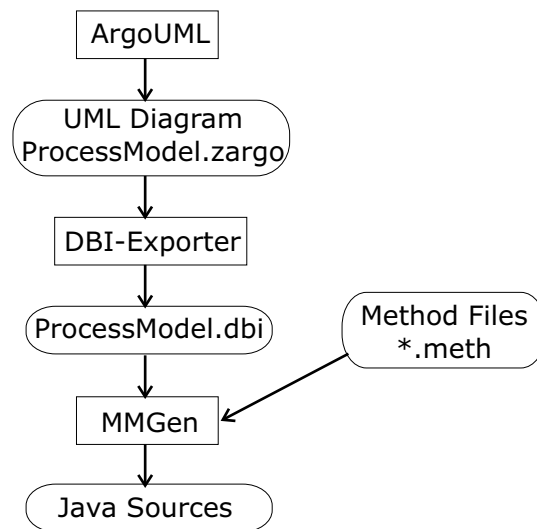 ArgoUML
UML Diagram
ProcessModel.zargo
DBI-Exporter
ProcessModel.dbi
Method Files
*.meth
MMGen
Java Sources